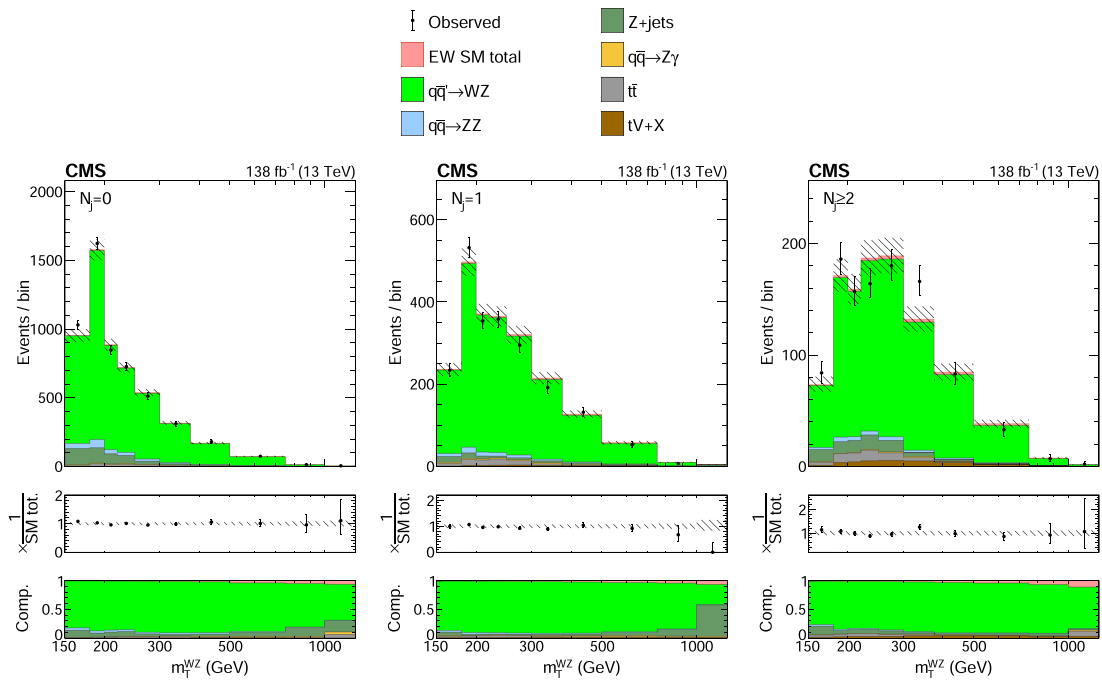 Observed
EW SM total
qq̅'→WZ
qq̅→ZZ
Z+jets
qq̅→Zγ
tt̅
tV+X
CMS 138 fb⁻¹ (13 TeV)
Nⱼ=0
Events / bin
2000
1500
1000
500
0
× 1/SM tot.
2
1
0
Comp.
1
0.5
0
150 200 300 1000
m_T^WZ (GeV)
CMS 138 fb⁻¹ (13 TeV)
Nⱼ=1
Events / bin
600
400
200
0
× 1/SM tot.
2
1
0
Comp.
1
0.5
0
150 200 300 1000
m_T^WZ (GeV)
CMS 138 fb⁻¹ (13 TeV)
Nⱼ≥2
Events / bin
200
100
0
× 1/SM tot.
2
1
Comp.
1
0.5
0
150 200 300 1000
m_T^WZ (GeV)